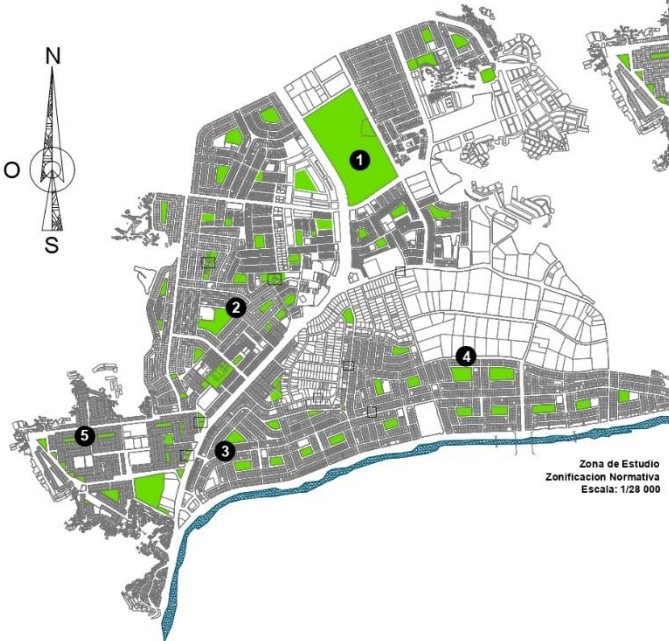 N
O
S
1
2
4
5
3
Zona de Estudio
Zonificacion Normativa
Escala: 1/28 000